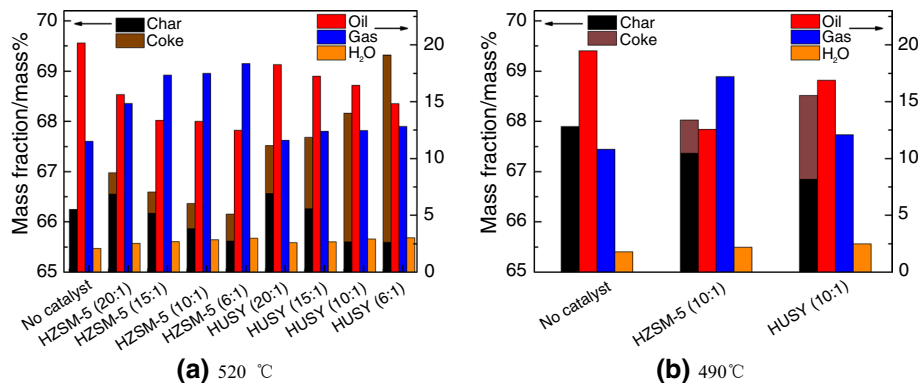 70
69
68
67
66
65
Mass fraction/mass%
Char
Coke
Oil
Gas
H₂O
20
15
10
5
0
No catalyst
HZSM-5 (20:1)
HZSM-5 (15:1)
HZSM-5 (10:1)
HZSM-5 (6:1)
HUSY (20:1)
HUSY (15:1)
HUSY (10:1)
HUSY (6:1)
(a) 520 ℃
70
69
68
67
66
65
Mass fraction/mass%
Char
Coke
Oil
Gas
H₂O
20
15
10
5
0
No catalyst
HZSM-5 (10:1)
HUSY (10:1)
(b) 490℃